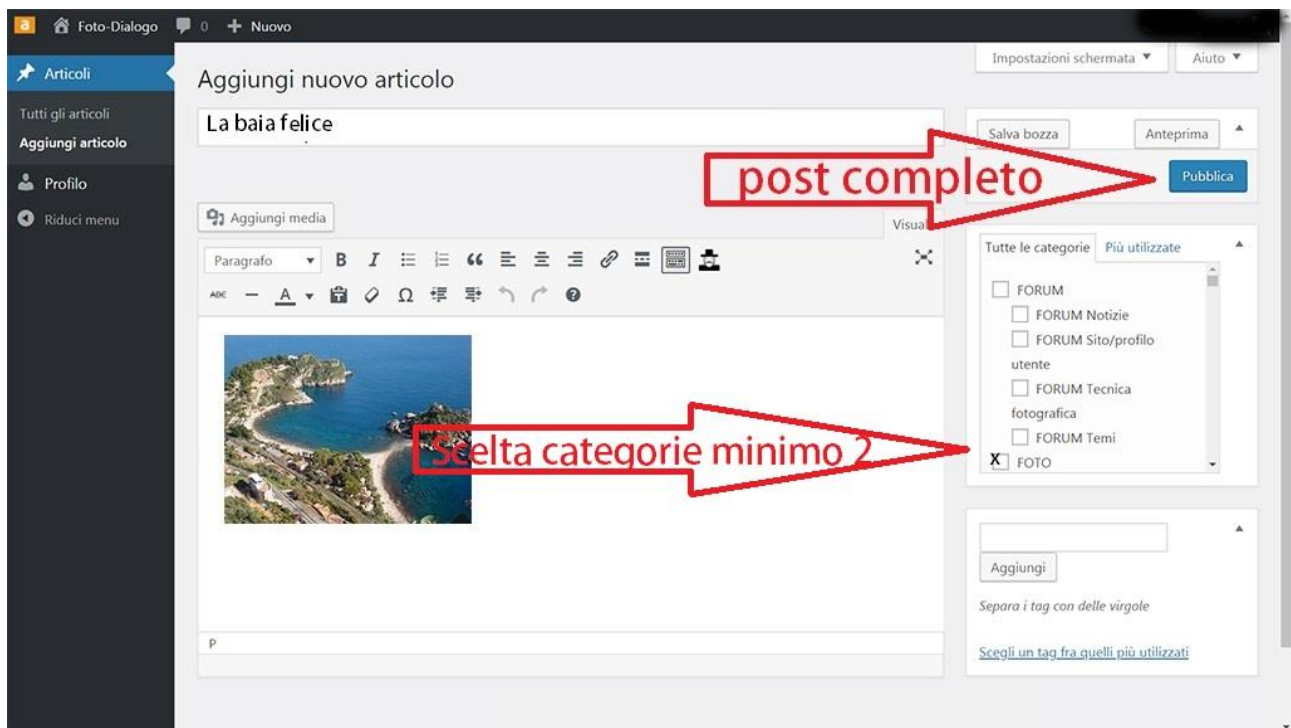 a Foto-Dialogo 0 + Nuovo
Articoli
Tutti gli articoli
Aggiungi articolo
Profilo
Riduci menu
Impostazioni schermata ▼ Aiuto ▼
Aggiungi nuovo articolo
La baia felice
Salva bozza Anteprima
post completo
Pubblica
Aggiungi media
Visual
Paragrafo B I “ ABC A Ω
Tutte le categorie Più utilizzate
FORUM
FORUM Notizie
FORUM Sito/profilo
utente
FORUM Tecnica
fotografica
FORUM Temi
X FOTO
Scelta categorie minimo 2
Aggiungi
Separa i tag con delle virgole
Scegli un tag fra quelli più utilizzati
P